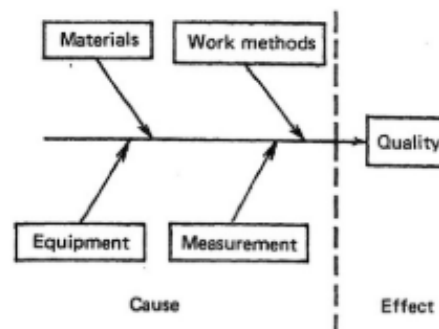 Materials
Work methods
Quality
Equipment
Measurement
Cause
Effect